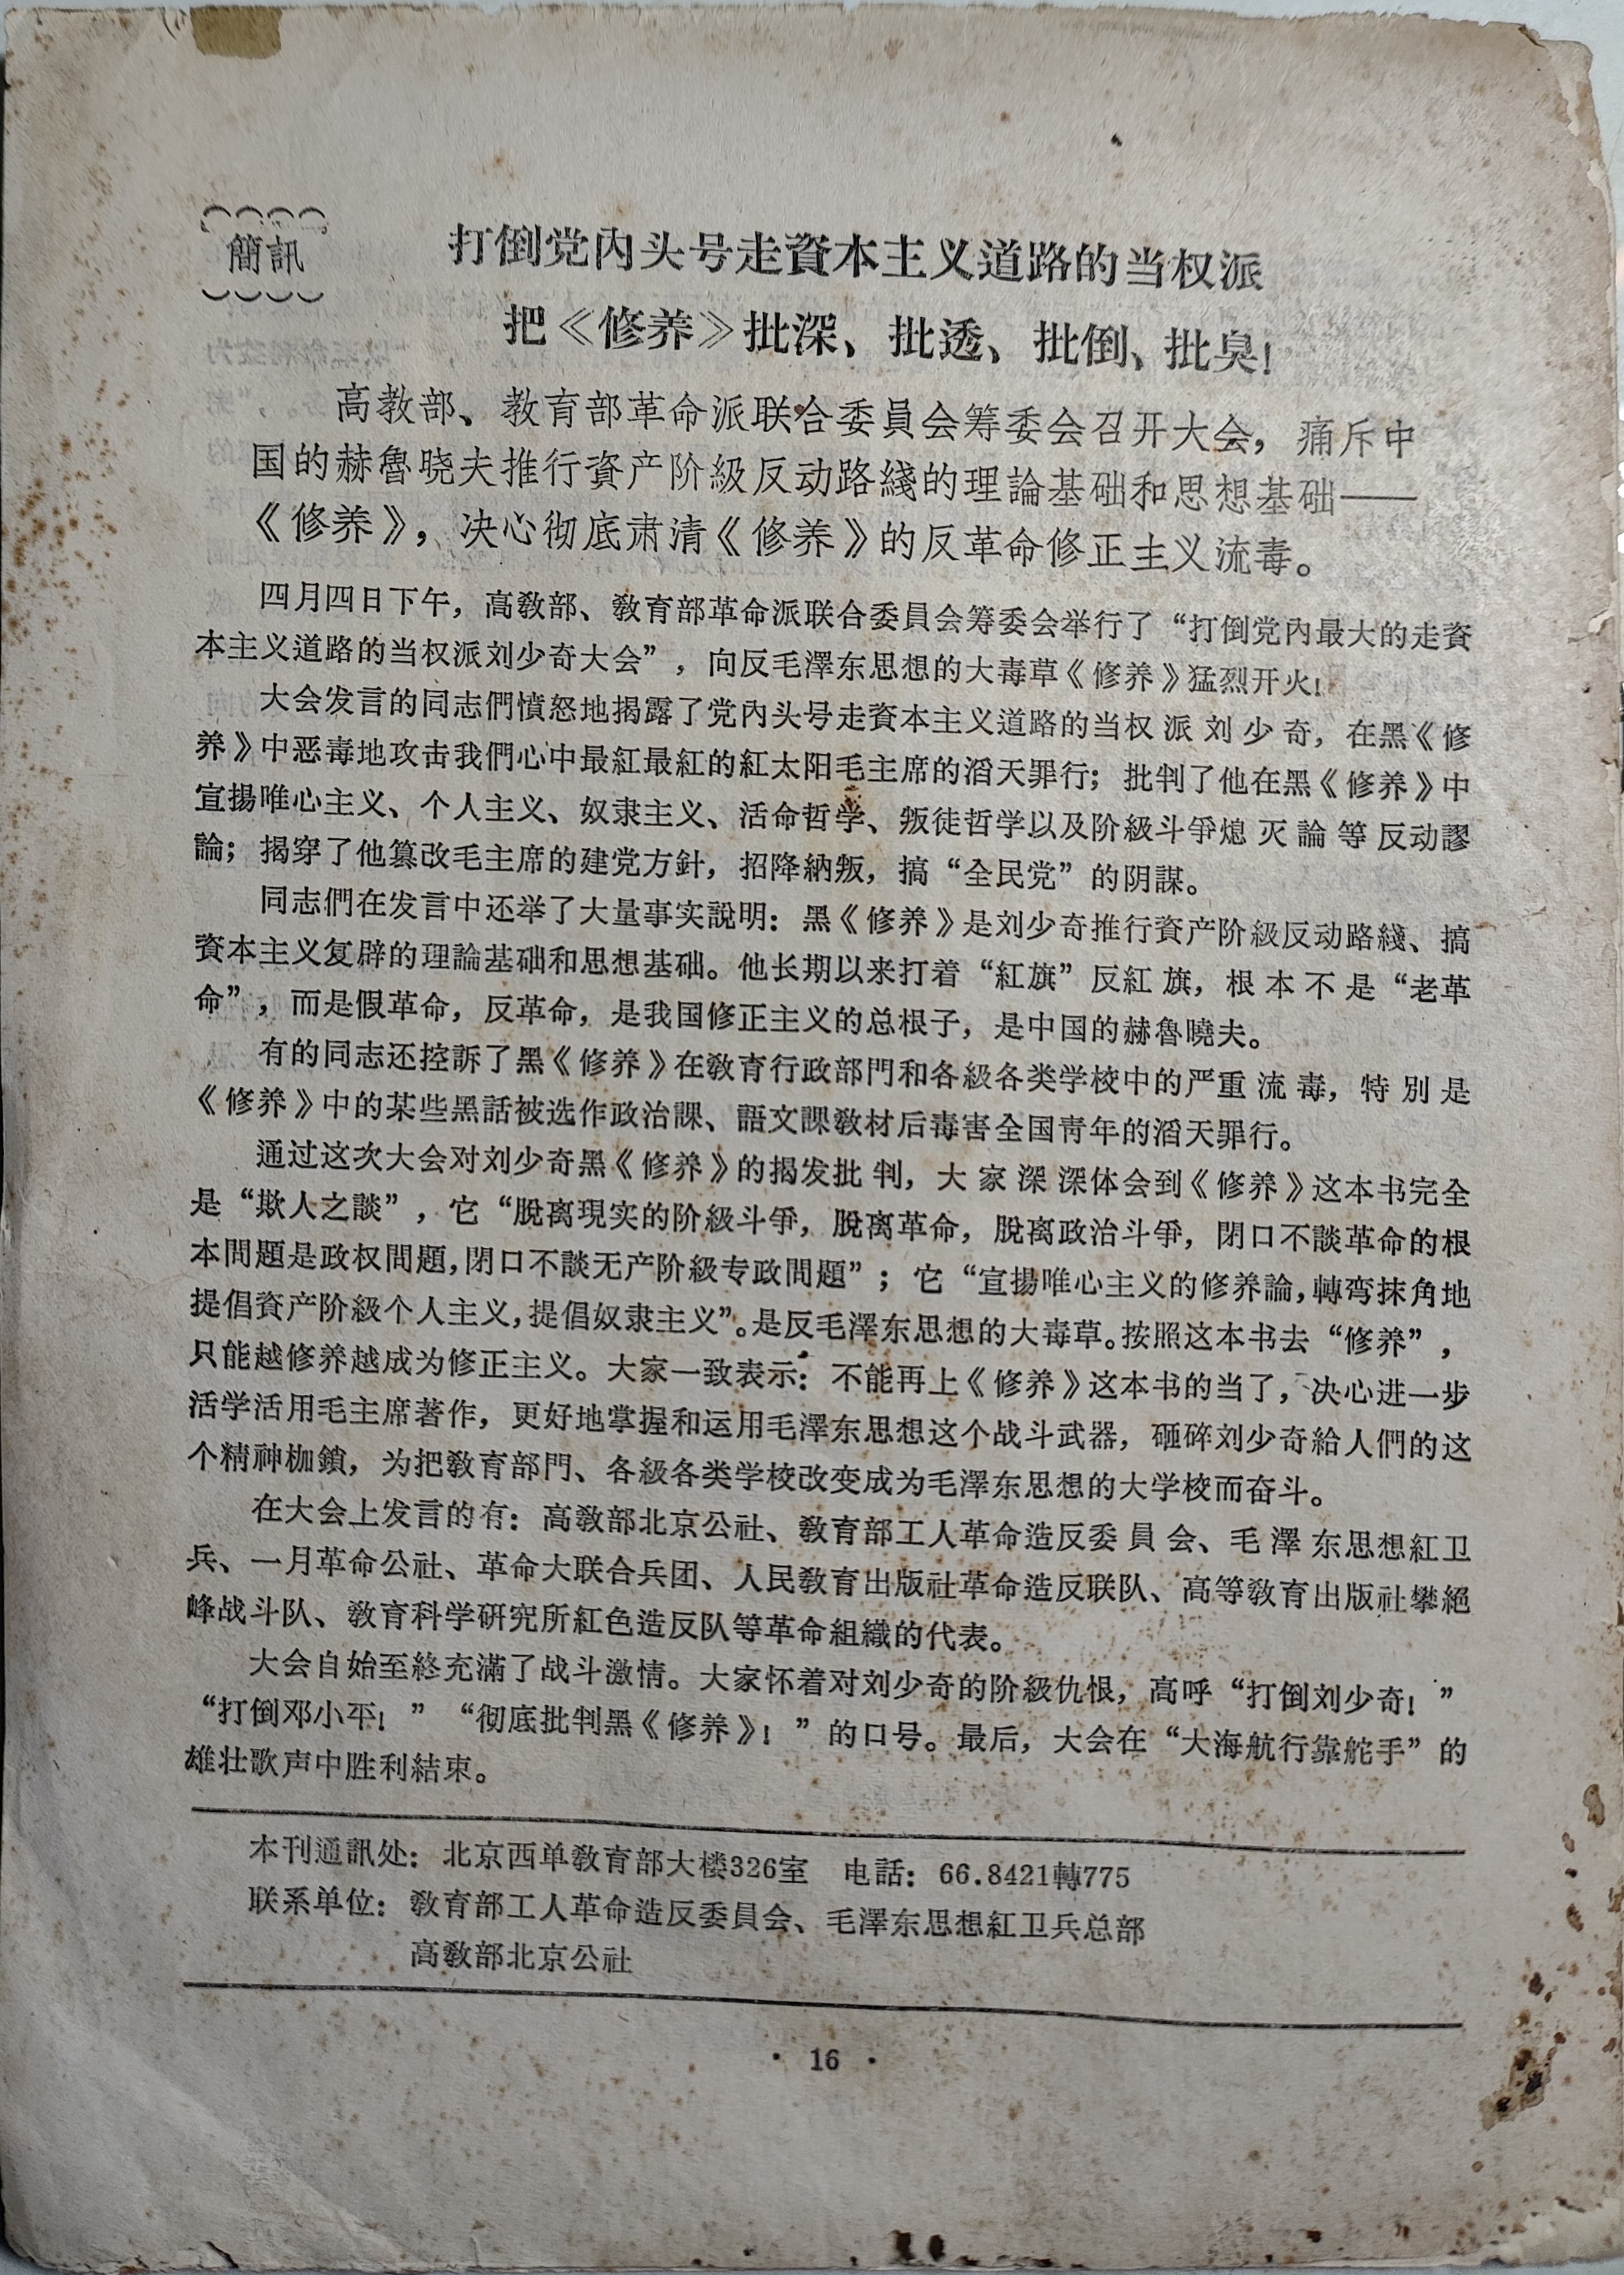 簡訊
打倒党內头号走資本主义道路的当权派
把《修养》批深、批透、批倒、批臭！
高教部、教育部革命派联合委員会筹委会召开大会，痛斥中
国的赫魯晓夫推行資产阶級反动路綫的理論基础和思想基础——
《修养》，决心彻底肃清《修养》的反革命修正主义流毒。
四月四日下午，高敎部、敎育部革命派联合委員会筹委会举行了“打倒党內最大的走資
本主义道路的当权派刘少奇大会”，向反毛澤东思想的大毒草《修养》猛烈开火！
大会发言的同志們憤怒地揭露了党內头号走資本主义道路的当权派刘少奇，在黑《修
养》中恶毒地攻击我們心中最紅最紅的紅太阳毛主席的滔天罪行；批判了他在黑《修养》中
宣揚唯心主义、个人主义、奴隶主义、活命哲学、叛徒哲学以及阶級斗爭熄灭論等反动謬
論；揭穿了他篡改毛主席的建党方針，招降納叛，搞“全民党”的阴謀。
同志們在发言中还举了大量事实說明：黑《修养》是刘少奇推行資产阶級反动路綫、搞
資本主义复辟的理論基础和思想基础。他长期以来打着“紅旗”反紅旗，根本不是“老革
命”，而是假革命，反革命，是我国修正主义的总根子，是中国的赫魯曉夫。
有的同志还控訴了黑《修养》在敎育行政部門和各級各类学校中的严重流毒，特別是
《修养》中的某些黑話被选作政治課、語文課敎材后毒害全国靑年的滔天罪行。
通过这次大会对刘少奇黑《修养》的揭发批判，大家深深体会到《修养》这本书完全
是“欺人之談”，它“脫离現实的阶級斗爭，脫离革命，脫离政治斗爭，閉口不談革命的根
本問題是政权問題，閉口不談无产阶級专政問題”；它“宣揚唯心主义的修养論，轉弯抹角地
提倡資产阶級个人主义，提倡奴隶主义”。是反毛澤东思想的大毒草。按照这本书去“修养”，
只能越修养越成为修正主义。大家一致表示：不能再上《修养》这本书的当了，决心进一步
活学活用毛主席著作，更好地掌握和运用毛澤东思想这个战斗武器，砸碎刘少奇給人們的这
个精神枷鎖，为把敎育部門、各級各类学校改变成为毛澤东思想的大学校而奋斗。
在大会上发言的有：高敎部北京公社、敎育部工人革命造反委員会、毛澤东思想紅卫
兵、一月革命公社、革命大联合兵团、人民敎育出版社革命造反联队、高等敎育出版社攀絕
峰战斗队、敎育科学研究所紅色造反队等革命組織的代表。
大会自始至終充滿了战斗激情。大家怀着对刘少奇的阶級仇恨，高呼“打倒刘少奇！”
“打倒邓小平！”“彻底批判黑《修养》！”的口号。最后，大会在“大海航行靠舵手”的
雄壮歌声中胜利結束。
本刊通訊处：北京西单敎育部大楼326室　电話：66.8421轉775
联系单位：敎育部工人革命造反委員会、毛澤东思想紅卫兵总部
高敎部北京公社
· 16 ·